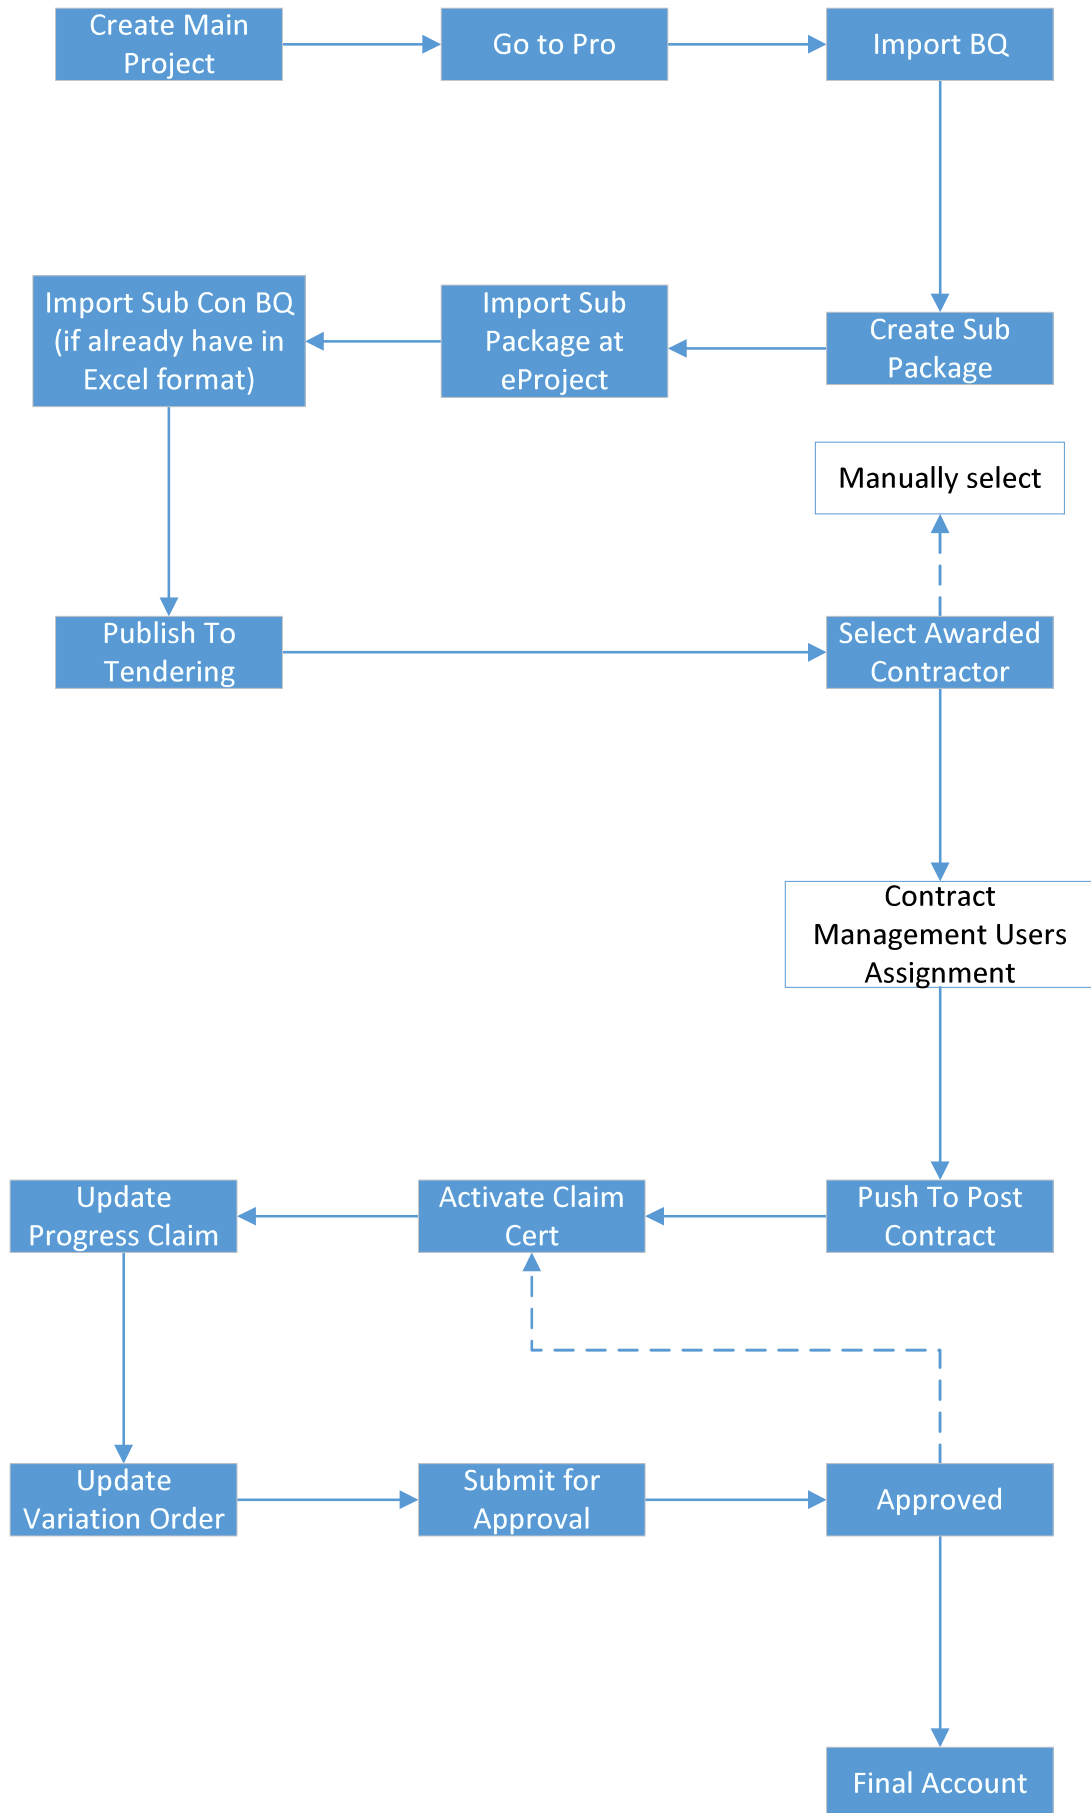 Create Main
Project
Go to Pro
Import BQ
Import Sub Con BQ
(if already have in
Excel format)
Import Sub
Package at
eProject
Create Sub
Package
Manually select
Publish To
Tendering
Select Awarded
Contractor
Contract
Management Users
Assignment
Update
Progress Claim
Activate Claim
Cert
Push To Post
Contract
Update
Variation Order
Submit for
Approval
Approved
Final Account